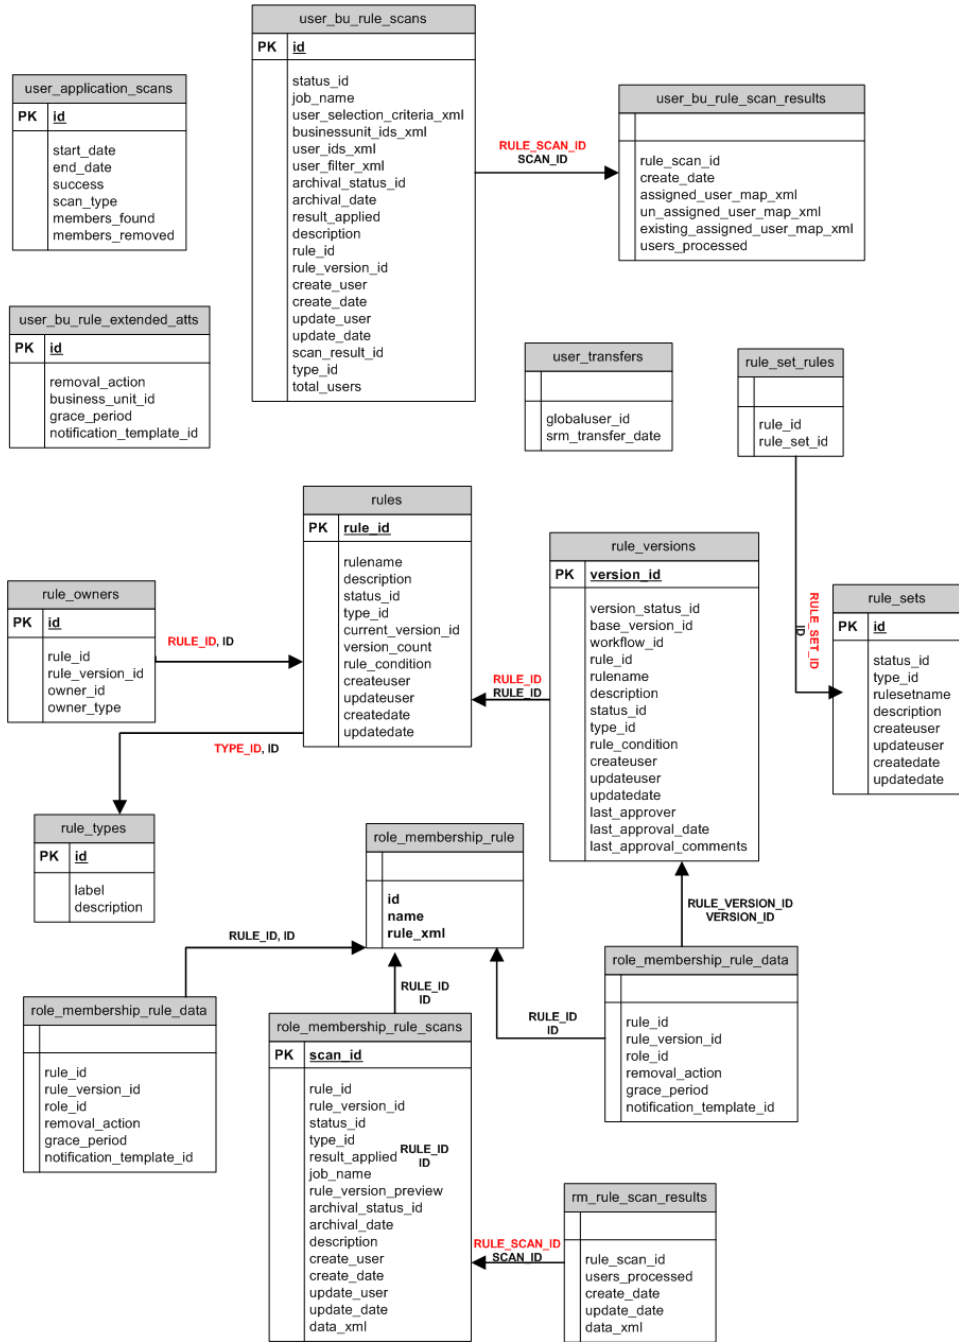 user_bu_rule_scans
PK id
status_id
job_name
user_selection_criteria_xml
businessunit_ids_xml
user_ids_xml
user_filter_xml
archival_status_id
archival_date
result_applied
description
rule_id
rule_version_id
create_user
create_date
update_user
update_date
scan_result_id
type_id
total_users
user_application_scans
PK id
start_date
end_date
success
scan_type
members_found
members_removed
RULE_SCAN_ID
SCAN_ID
user_bu_rule_scan_results
rule_scan_id
create_date
assigned_user_map_xml
un_assigned_user_map_xml
existing_assigned_user_map_xml
users_processed
user_bu_rule_extended_atts
PK id
removal_action
business_unit_id
grace_period
notification_template_id
user_transfers
globaluser_id
srm_transfer_date
rule_set_rules
rule_id
rule_set_id
rules
PK rule_id
rulename
description
status_id
type_id
current_version_id
version_count
rule_condition
createuser
updateuser
createdate
updatedate
rule_versions
PK version_id
version_status_id
base_version_id
workflow_id
rule_id
rulename
description
status_id
type_id
rule_condition
createuser
updateuser
updatedate
last_approver
last_approval_date
last_approval_comments
rule_owners
PK id
rule_id
rule_version_id
owner_id
owner_type
RULE_ID, ID
RULE_ID
RULE_ID
RULE_SET_ID
ID
rule_sets
PK id
status_id
type_id
rulesetname
description
createuser
updateuser
createdate
updatedate
TYPE_ID, ID
rule_types
PK id
label
description
role_membership_rule
id
name
rule_xml
RULE_VERSION_ID
VERSION_ID
RULE_ID, ID
RULE_ID
ID
RULE_ID
ID
role_membership_rule_data
rule_id
rule_version_id
role_id
removal_action
grace_period
notification_template_id
role_membership_rule_data
rule_id
rule_version_id
role_id
removal_action
grace_period
notification_template_id
role_membership_rule_scans
PK scan_id
rule_id
rule_version_id
status_id
type_id
result_applied RULE_ID
ID
job_name
rule_version_preview
archival_status_id
archival_date
description
create_user
create_date
update_user
update_date
data_xml
RULE_SCAN_ID
SCAN_ID
rm_rule_scan_results
rule_scan_id
users_processed
create_date
update_date
data_xml